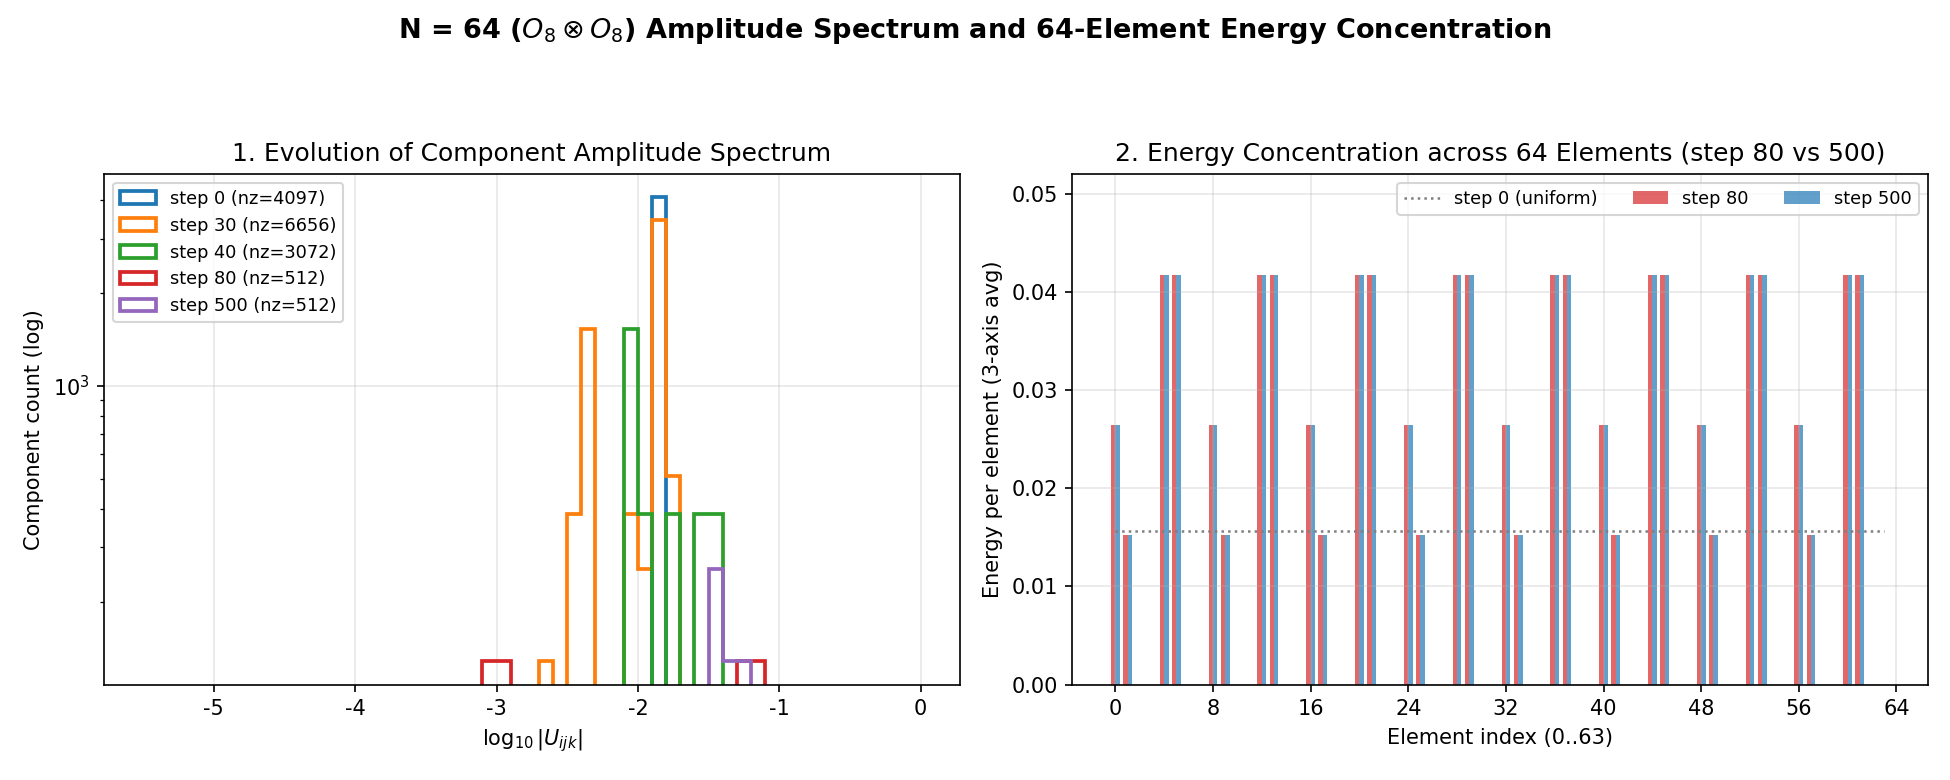 N = 64 (O₈ ⊗ O₈) Amplitude Spectrum and 64-Element Energy Concentration
1. Evolution of Component Amplitude Spectrum
step 0 (nz=4097)
step 30 (nz=6656)
step 40 (nz=3072)
step 80 (nz=512)
step 500 (nz=512)
Component count (log)
10³
-5 -4 -3 -2 -1 0
log₁₀|Uᵢⱼₖ|
2. Energy Concentration across 64 Elements (step 80 vs 500)
step 0 (uniform) step 80 step 500
Energy per element (3-axis avg)
0.05
0.04
0.03
0.02
0.01
0.00
0 8 16 24 32 40 48 56 64
Element index (0..63)